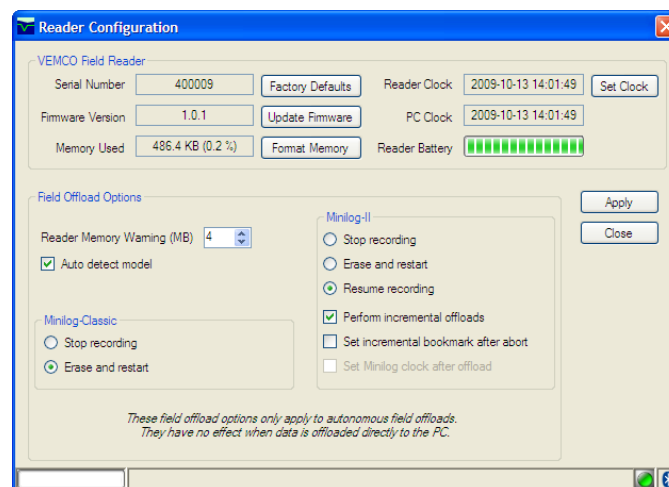 Reader Configuration
VEMCO Field Reader
Serial Number 400009 Factory Defaults Reader Clock 2009-10-13 14:01:49 Set Clock
Firmware Version 1.0.1 Update Firmware PC Clock 2009-10-13 14:01:49
Memory Used 486.4 KB (0.2 %) Format Memory Reader Battery
Field Offload Options
Apply
Close
Reader Memory Warning (MB) 4
Auto detect model
Minilog-Classic
Stop recording
Erase and restart
Minilog-II
Stop recording
Erase and restart
Resume recording
Perform incremental offloads
Set incremental bookmark after abort
Set Minilog clock after offload
These field offload options only apply to autonomous field offloads.
They have no effect when data is offloaded directly to the PC.